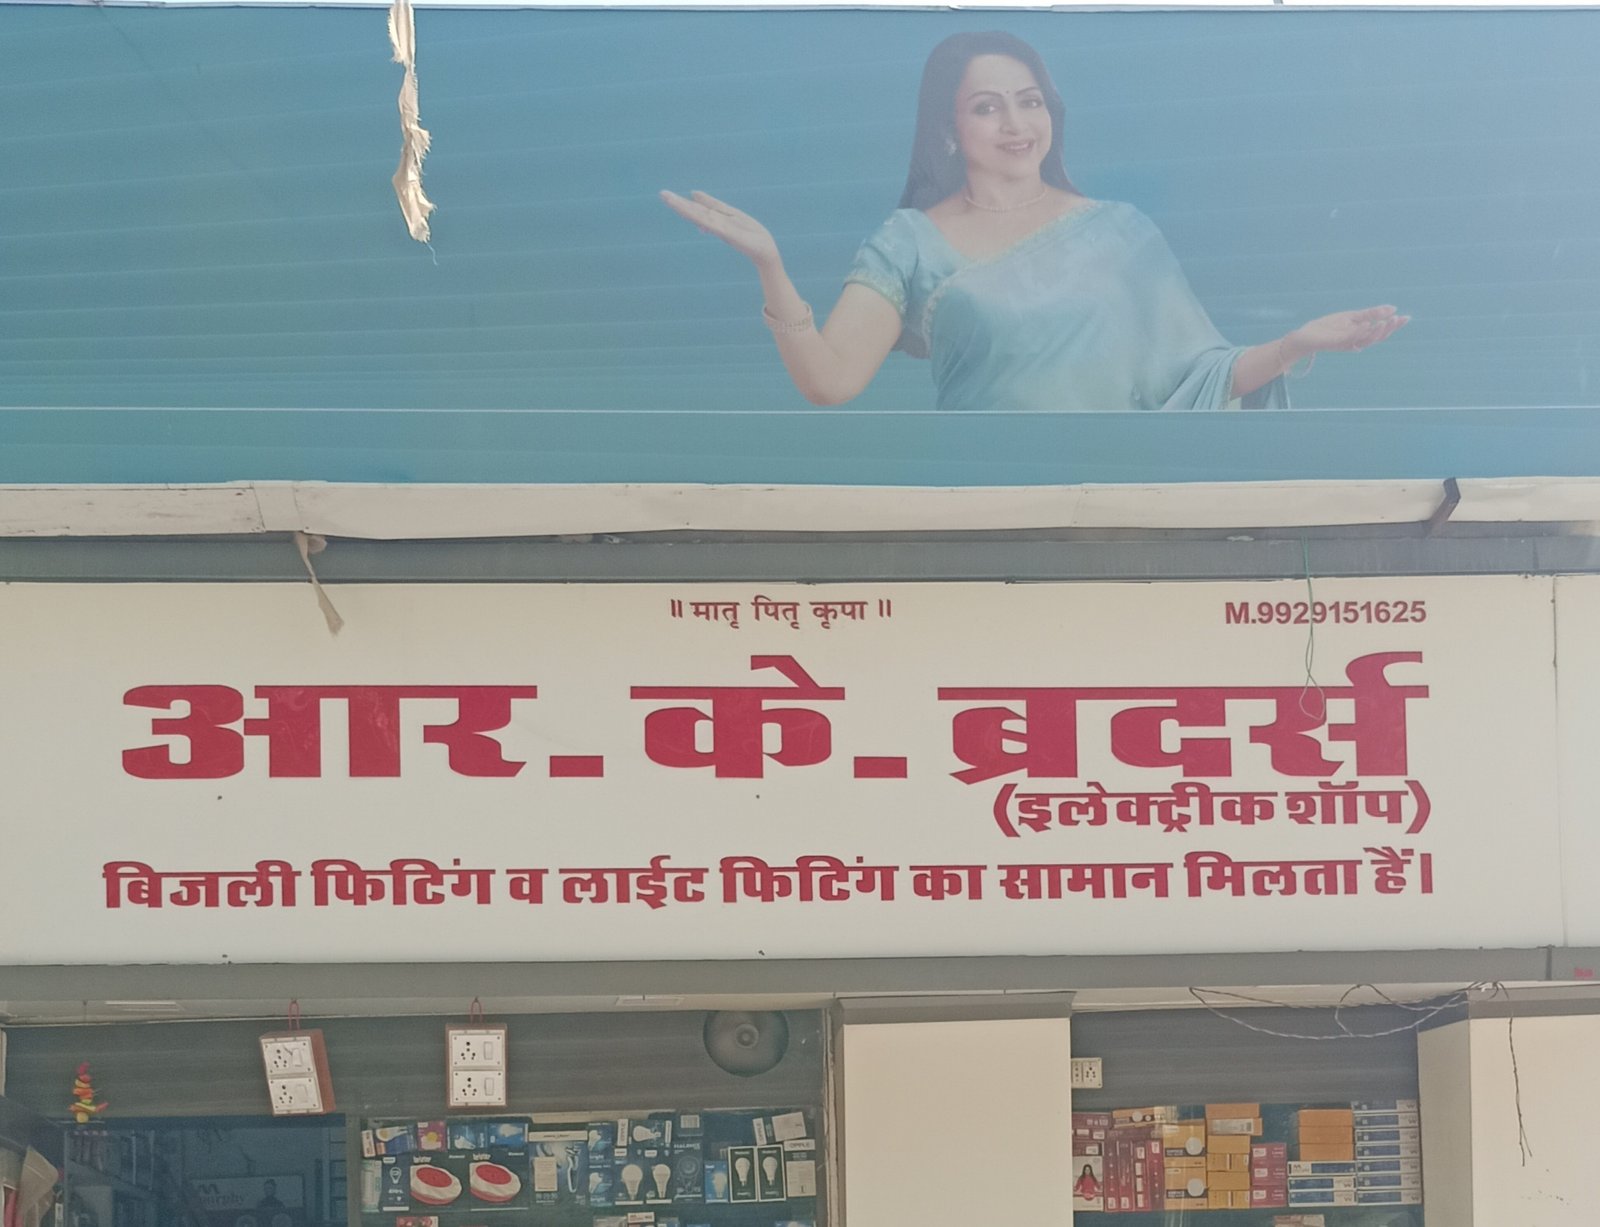 ॥ मातृ पितृ कृपा ॥
M.9929151625
आर. के. ब्रदर्स
(इलेक्ट्रीक शॉप)
बिजली फिटिंग व लाईट फिटिंग का सामान मिलता हैं।